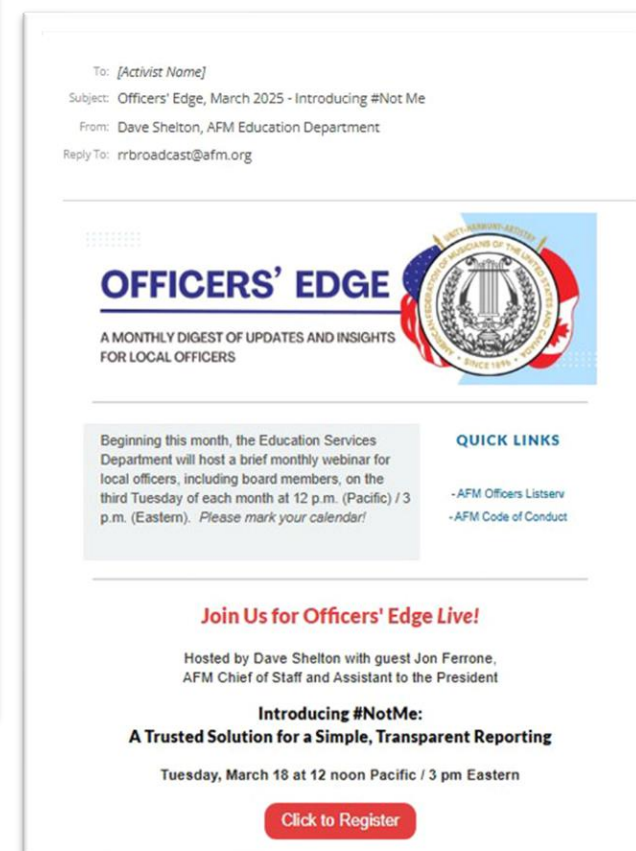 To: [Activist Name]
Subject: Officers' Edge, March 2025 - Introducing #Not Me
From: Dave Shelton, AFM Education Department
Reply To: rrbroadcast@afm.org
OFFICERS' EDGE
A MONTHLY DIGEST OF UPDATES AND INSIGHTS
FOR LOCAL OFFICERS
UNITY·HARMONY·ARTISTRY
AMERICAN FEDERATION OF MUSICIANS OF THE UNITED STATES AND CANADA
• SINCE 1896 •
Beginning this month, the Education Services
Department will host a brief monthly webinar for
local officers, including board members, on the
third Tuesday of each month at 12 p.m. (Pacific) / 3
p.m. (Eastern). Please mark your calendar!
QUICK LINKS
- AFM Officers Listserv
- AFM Code of Conduct
Join Us for Officers' Edge Live!
Hosted by Dave Shelton with guest Jon Ferrone,
AFM Chief of Staff and Assistant to the President
Introducing #NotMe:
A Trusted Solution for a Simple, Transparent Reporting
Tuesday, March 18 at 12 noon Pacific / 3 pm Eastern
Click to Register